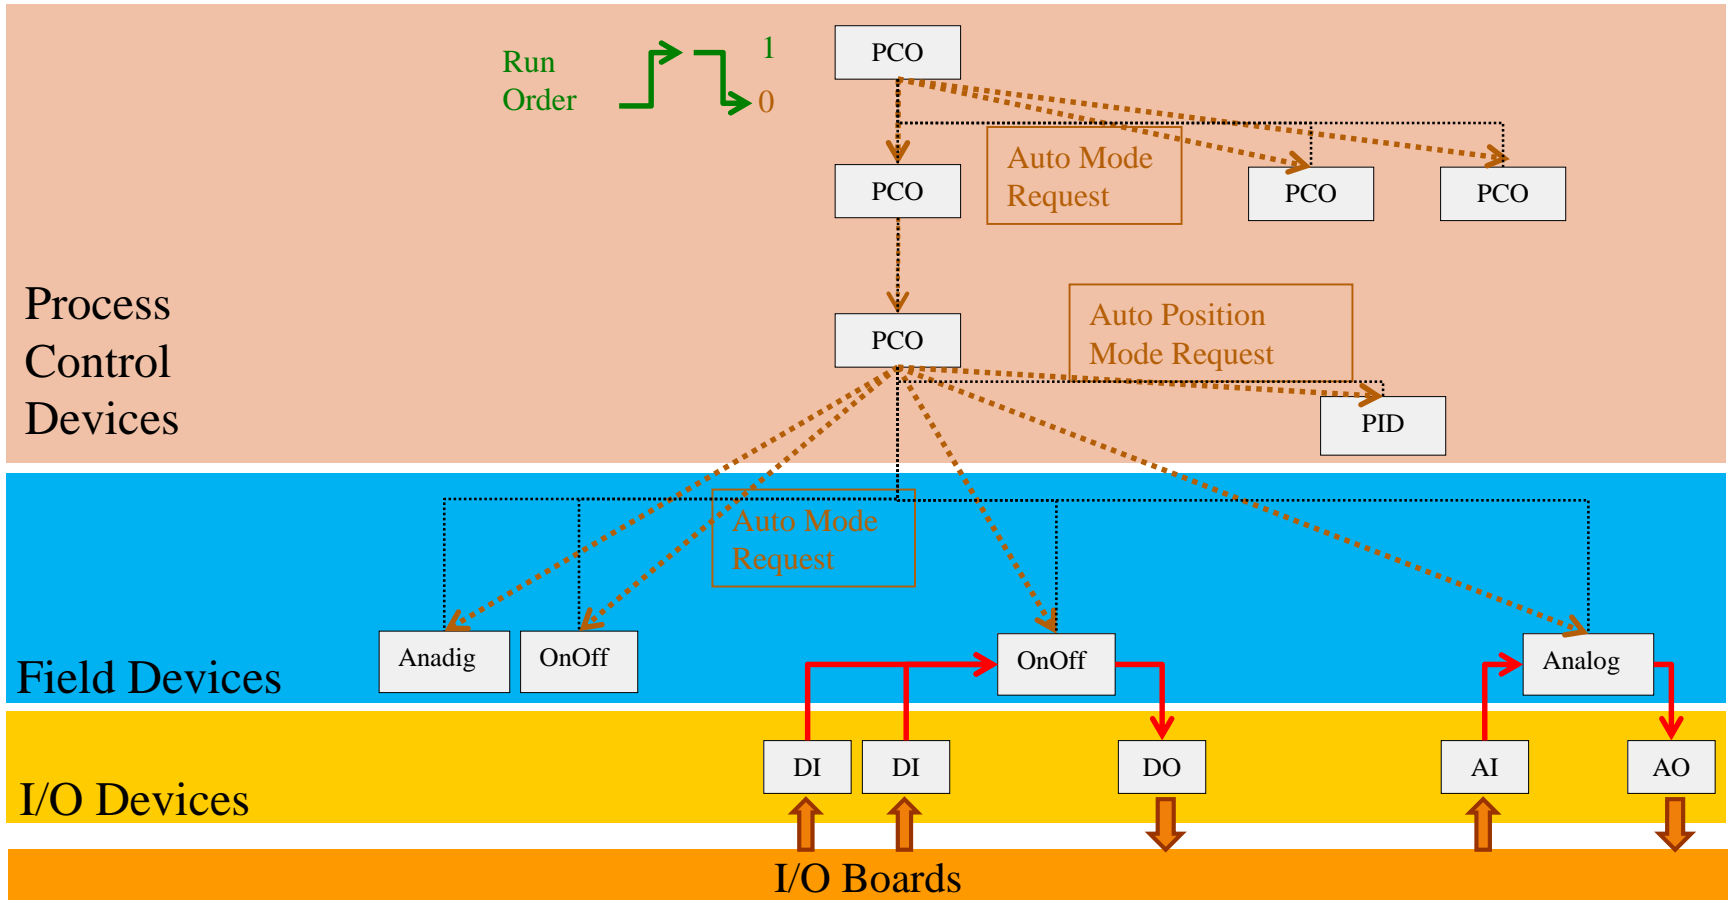 Run
Order
1
0
PCO
Auto Mode
Request
PCO
PCO
PCO
Process
Control
Devices
Auto Position
Mode Request
PCO
PID
Auto Mode
Request
Field Devices
Anadig
OnOff
OnOff
Analog
I/O Devices
DI
DI
DO
AI
AO
I/O Boards